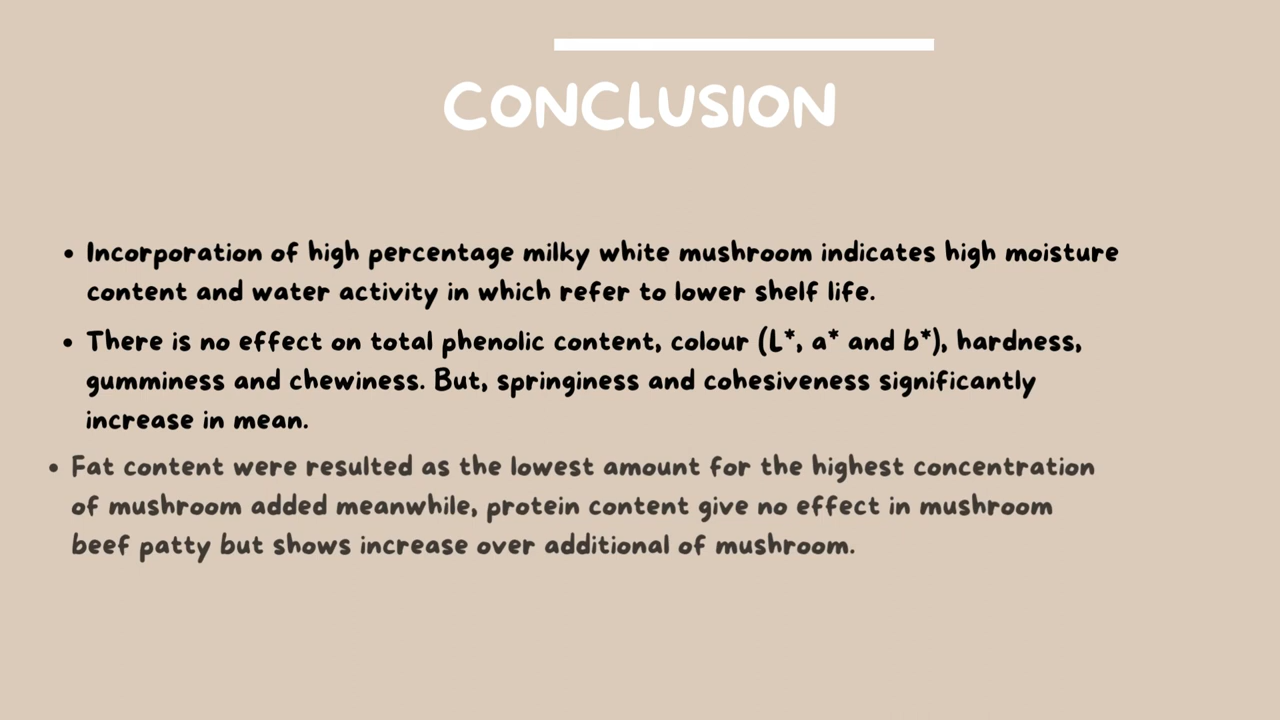 CONCLUSION
• Incorporation of high percentage milky white mushroom indicates high moisture
content and water activity in which refer to lower shelf life.
• There is no effect on total phenolic content, colour (L*, a* and b*), hardness,
gumminess and chewiness. But, springiness and cohesiveness significantly
increase in mean.
• Fat content were resulted as the lowest amount for the highest concentration
of mushroom added meanwhile, protein content give no effect in mushroom
beef patty but shows increase over additional of mushroom.